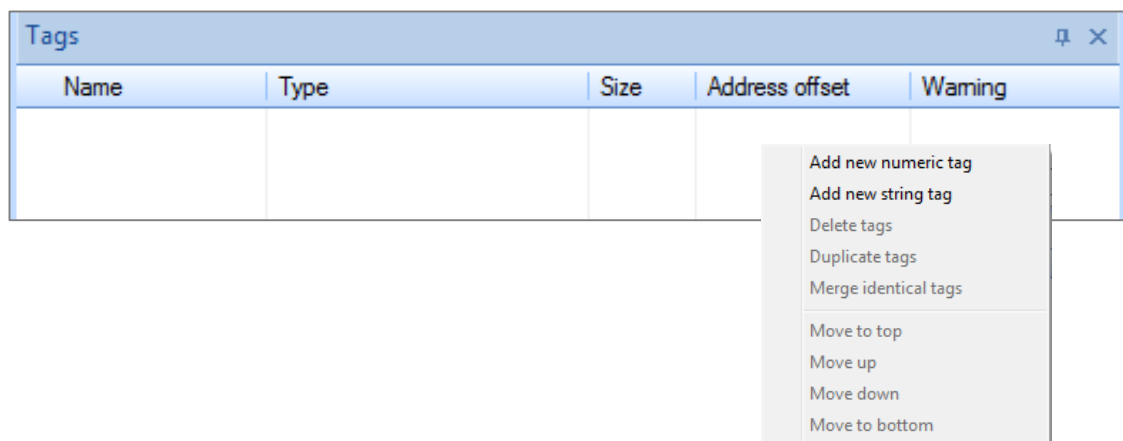 Tags
Name Type Size Address offset Warning
Add new numeric tag
Add new string tag
Delete tags
Duplicate tags
Merge identical tags
Move to top
Move up
Move down
Move to bottom